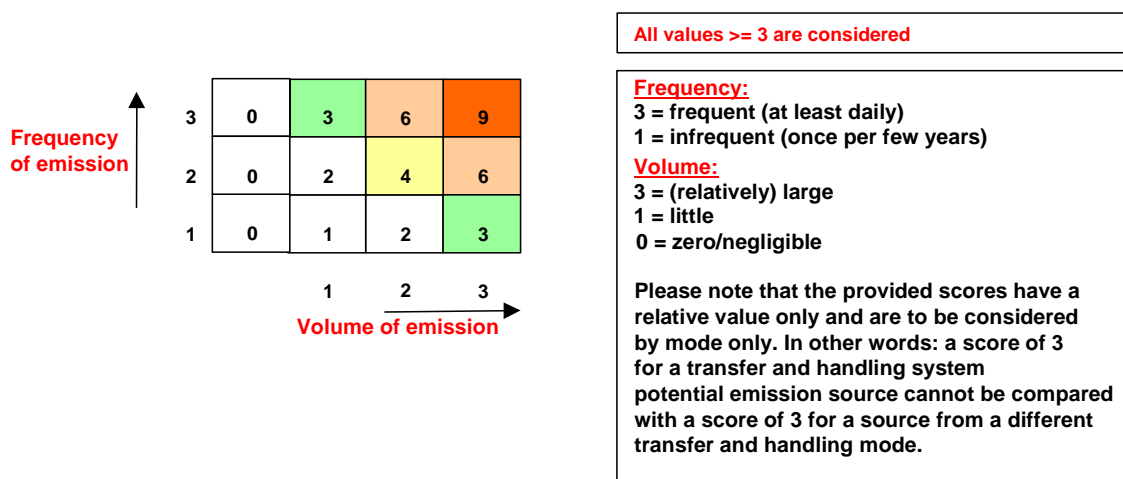 All values >= 3 are considered
Frequency
of emission
3 0 3 6 9
2 0 2 4 6
1 0 1 2 3
1 2 3
Volume of emission
Frequency:
3 = frequent (at least daily)
1 = infrequent (once per few years)
Volume:
3 = (relatively) large
1 = little
0 = zero/negligible
Please note that the provided scores have a
relative value only and are to be considered
by mode only. In other words: a score of 3
for a transfer and handling system
potential emission source cannot be compared
with a score of 3 for a source from a different
transfer and handling mode.